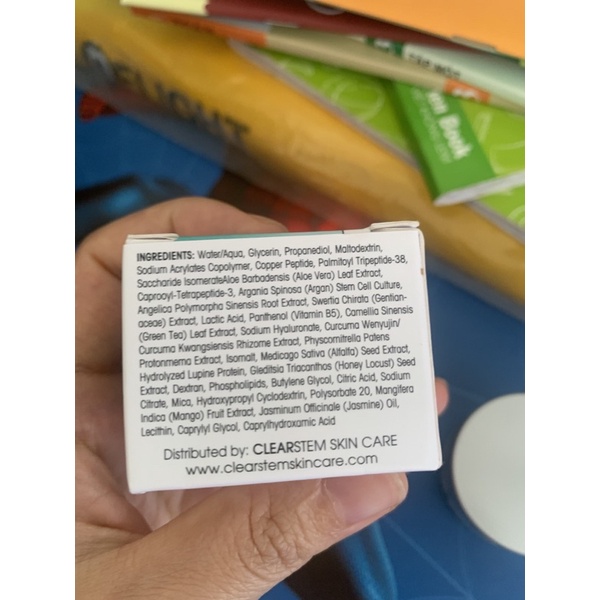 FLIGHT
Book
INGREDIENTS: Water/Aqua, Glycerin, Propanediol, Maltodextrin,
Sodium Acrylates Copolymer, Copper Peptide, Palmitoyl Tripeptide-38,
Saccharide IsomerateAloe Barbadensis (Aloe Vera) Leaf Extract,
Caprooyl-Tetrapeptide-3, Argania Spinosa (Argan) Stem Cell Culture,
Angelica Polymorpha Sinensis Root Extract, Swertia Chirata (Gentian-
aceae) Extract, Lactic Acid, Panthenol (Vitamin B5), Camellia Sinensis
(Green Tea) Leaf Extract, Sodium Hyaluronate, Curcuma Wenyujin/
Curcuma Kwangsiensis Rhizome Extract, Physcomitrella Patens
Protonmema Extract, Isomalt, Medicago Sativa (Alfalfa) Seed Extract,
Hydrolyzed Lupine Protein, Gleditsia Triacanthos (Honey Locust) Seed
Extract, Dextran, Phospholipids, Butylene Glycol, Citric Acid, Sodium
Citrate, Mica, Hydroxypropyl Cyclodextrin, Polysorbate 20, Mangifera
Indica (Mango) Fruit Extract, Jasminum Officinale (Jasmine) Oil,
Lecithin, Caprylyl Glycol, Caprylhydroxamic Acid
Distributed by: CLEARSTEM SKIN CARE
www.clearstemskincare.com